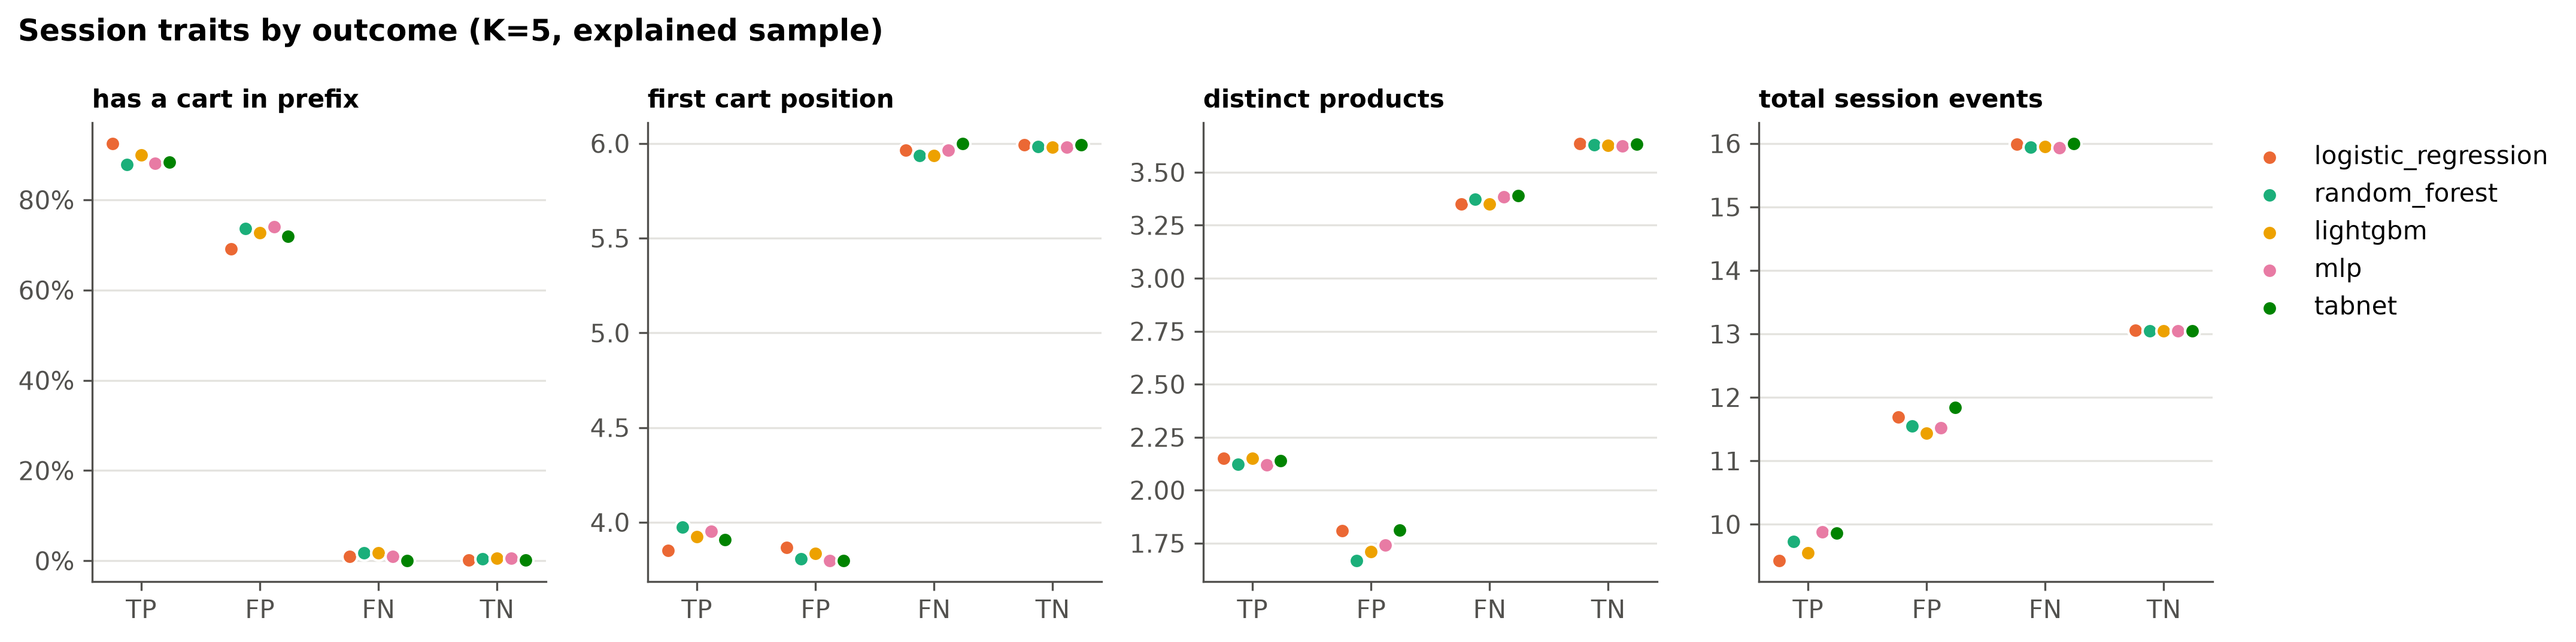 Session traits by outcome (K=5, explained sample)
has a cart in prefix
80%
60%
40%
20%
0%
TP FP FN TN
first cart position
6.0
5.5
5.0
4.5
4.0
TP FP FN TN
distinct products
3.50
3.25
3.00
2.75
2.50
2.25
2.00
1.75
TP FP FN TN
total session events
16
15
14
13
12
11
10
TP FP FN TN
logistic_regression
random_forest
lightgbm
mlp
tabnet